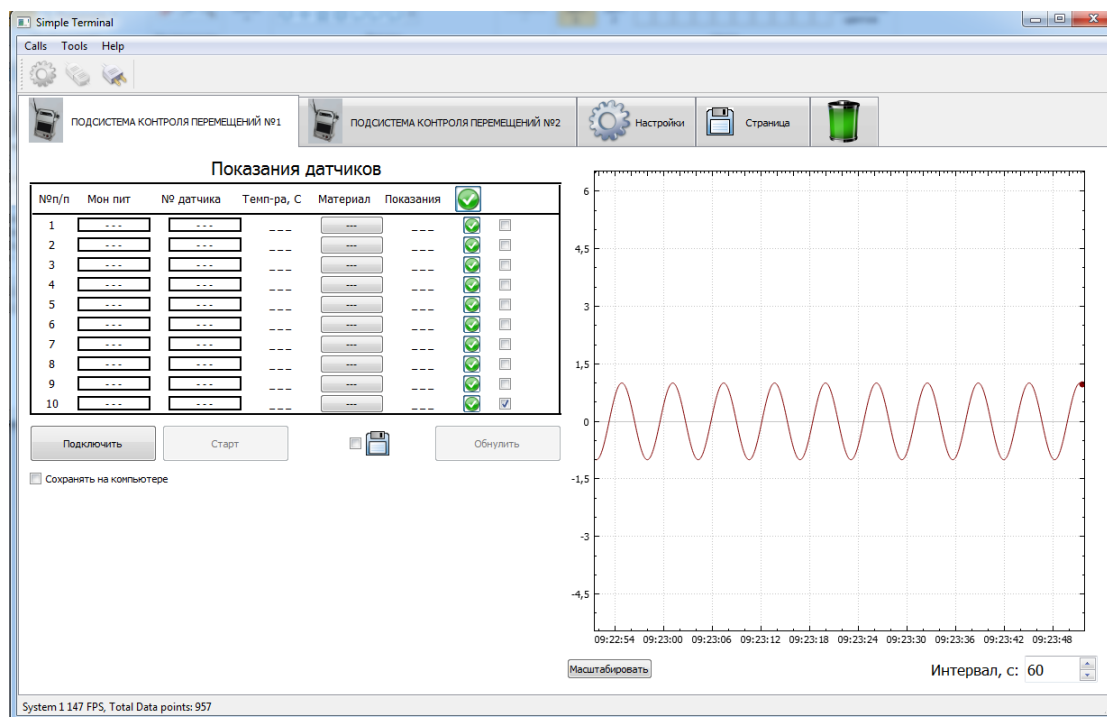 Simple Terminal
Calls Tools Help
ПОДСИСТЕМА КОНТРОЛЯ ПЕРЕМЕЩЕНИЙ №1 ПОДСИСТЕМА КОНТРОЛЯ ПЕРЕМЕЩЕНИЙ №2 Настройки Страница
Показания датчиков
№п/п Мон пит № датчика Темп-ра, С Материал Показания
1 --- --- --- --- ---
2 --- --- --- --- ---
3 --- --- --- --- ---
4 --- --- --- --- ---
5 --- --- --- --- ---
6 --- --- --- --- ---
7 --- --- --- --- ---
8 --- --- --- --- ---
9 --- --- --- --- ---
10 --- --- --- --- ---
Подключить Старт Обнулить
Сохранять на компьютере
6
4,5
3
1,5
0
-1,5
-3
-4,5
09:22:54 09:23:00 09:23:06 09:23:12 09:23:18 09:23:24 09:23:30 09:23:36 09:23:42 09:23:48
Масштабировать Интервал, с: 60
System 1 147 FPS, Total Data points: 957